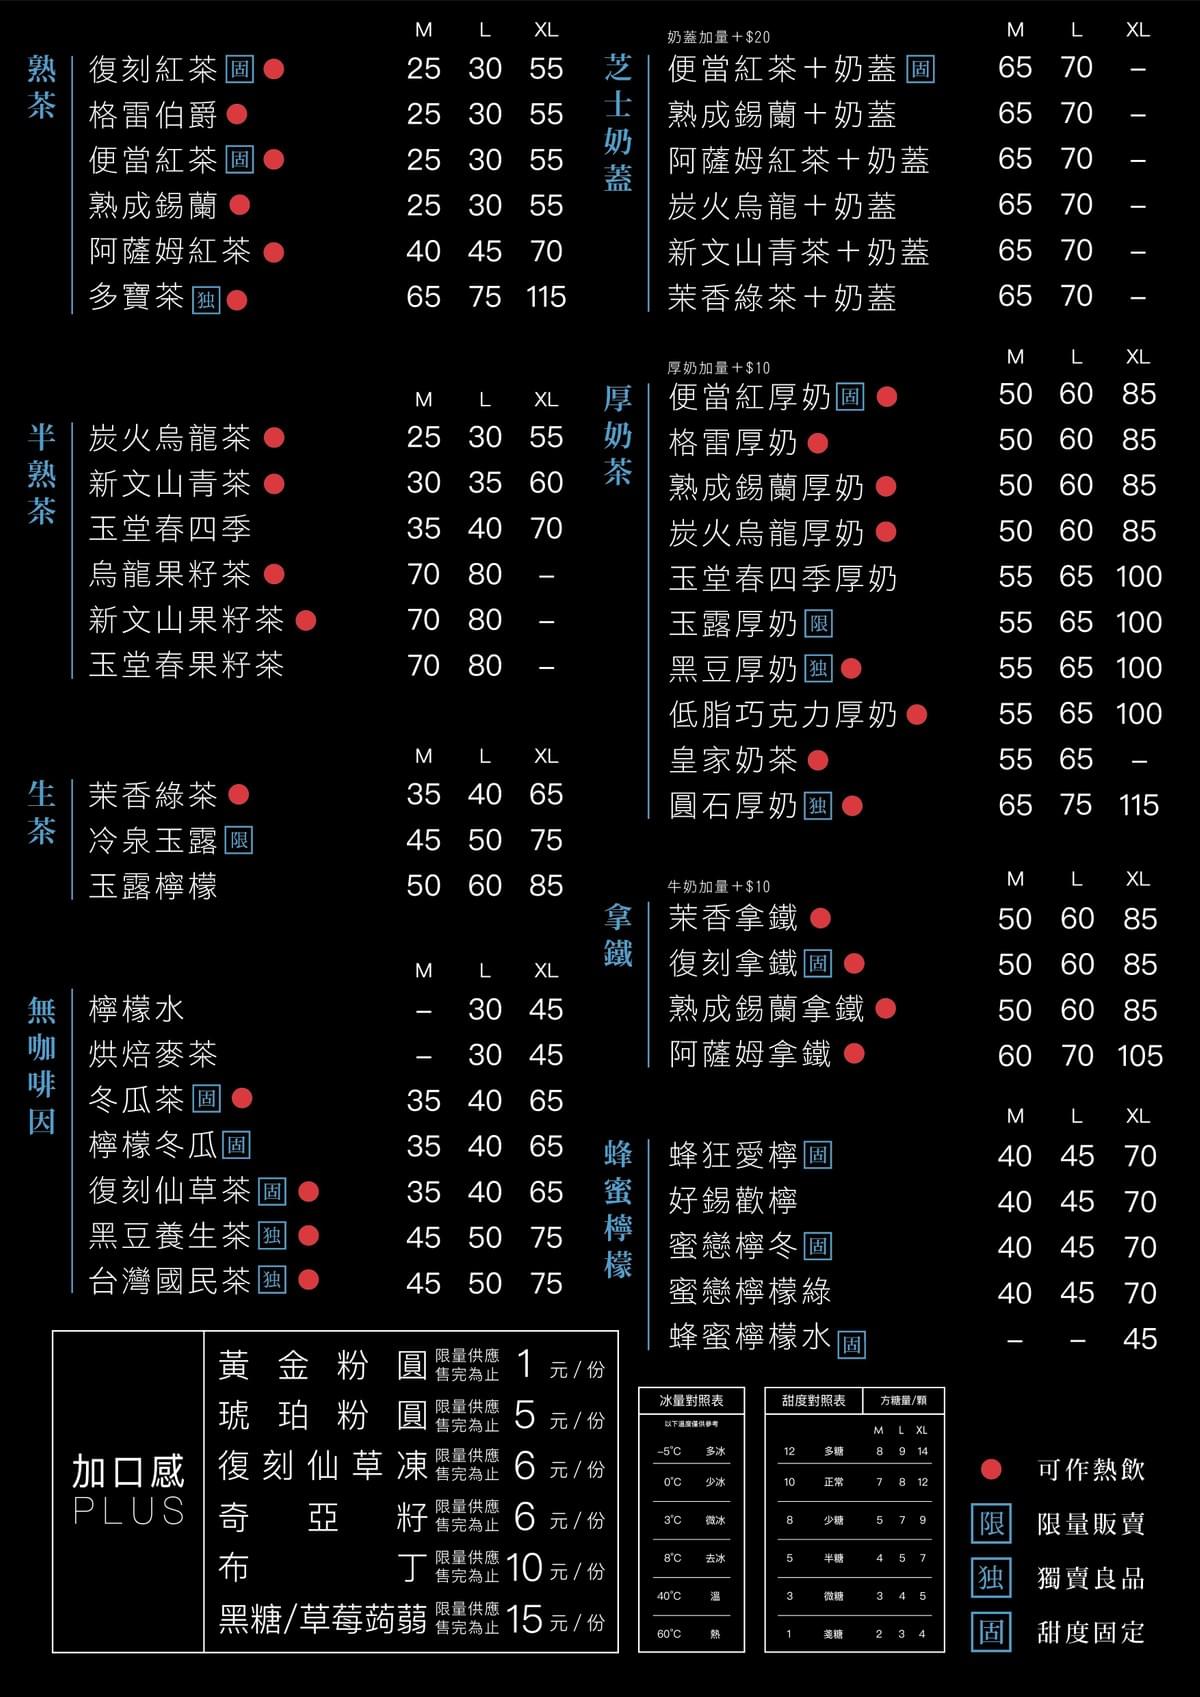 熟茶
M L XL
復刻紅茶 固 ● 25 30 55
格雷伯爵 ● 25 30 55
便當紅茶 固 ● 25 30 55
熟成錫蘭 ● 25 30 55
阿薩姆紅茶 ● 40 45 70
多寶茶 独 ● 65 75 115
半熟茶
M L XL
炭火烏龍茶 ● 25 30 55
新文山青茶 ● 30 35 60
玉堂春四季 35 40 70
烏龍果籽茶 ● 70 80 –
新文山果籽茶 ● 70 80 –
玉堂春果籽茶 70 80 –
生茶
M L XL
茉香綠茶 ● 35 40 65
冷泉玉露 限 45 50 75
玉露檸檬 50 60 85
無咖啡因
M L XL
檸檬水 – 30 45
烘焙麥茶 – 30 45
冬瓜茶 固 ● 35 40 65
檸檬冬瓜 固 35 40 65
復刻仙草茶 固 ● 35 40 65
黑豆養生茶 独 ● 45 50 75
台灣國民茶 独 ● 45 50 75
芝士奶蓋
奶蓋加量＋$20
M L XL
便當紅茶＋奶蓋 固 65 70 –
熟成錫蘭＋奶蓋 65 70 –
阿薩姆紅茶＋奶蓋 65 70 –
炭火烏龍＋奶蓋 65 70 –
新文山青茶＋奶蓋 65 70 –
茉香綠茶＋奶蓋 65 70 –
厚奶茶
厚奶加量＋$10
M L XL
便當紅厚奶 固 ● 50 60 85
格雷厚奶 ● 50 60 85
熟成錫蘭厚奶 ● 50 60 85
炭火烏龍厚奶 ● 50 60 85
玉堂春四季厚奶 55 65 100
玉露厚奶 限 55 65 100
黑豆厚奶 独 ● 55 65 100
低脂巧克力厚奶 ● 55 65 100
皇家奶茶 ● 55 65 –
圓石厚奶 独 ● 65 75 115
拿鐵
牛奶加量＋$10
M L XL
茉香拿鐵 ● 50 60 85
復刻拿鐵 固 ● 50 60 85
熟成錫蘭拿鐵 ● 50 60 85
阿薩姆拿鐵 ● 60 70 105
蜂蜜檸檬
M L XL
蜂狂愛檸 固 40 45 70
好錫歡檸 40 45 70
蜜戀檸冬 固 40 45 70
蜜戀檸檬綠 40 45 70
蜂蜜檸檬水 固 – – 45
加口感
PLUS
黃金粉圓 限量供應 售完為止 1 元/份
琥珀粉圓 限量供應 售完為止 5 元/份
復刻仙草凍 限量供應 售完為止 6 元/份
奇亞籽 限量供應 售完為止 6 元/份
布丁 限量供應 售完為止 10 元/份
黑糖/草莓蒟蒻 限量供應 售完為止 15 元/份
冰量對照表
以下溫度僅供參考
–5°C 多冰
0°C 少冰
3°C 微冰
8°C 去冰
40°C 溫
60°C 熱
甜度對照表 方糖量/顆
M L XL
12 多糖 8 9 14
10 正常 7 8 12
8 少糖 5 7 9
5 半糖 4 5 7
3 微糖 3 4 5
1 戔糖 2 3 4
● 可作熱飲
限 限量販賣
独 獨賣良品
固 甜度固定